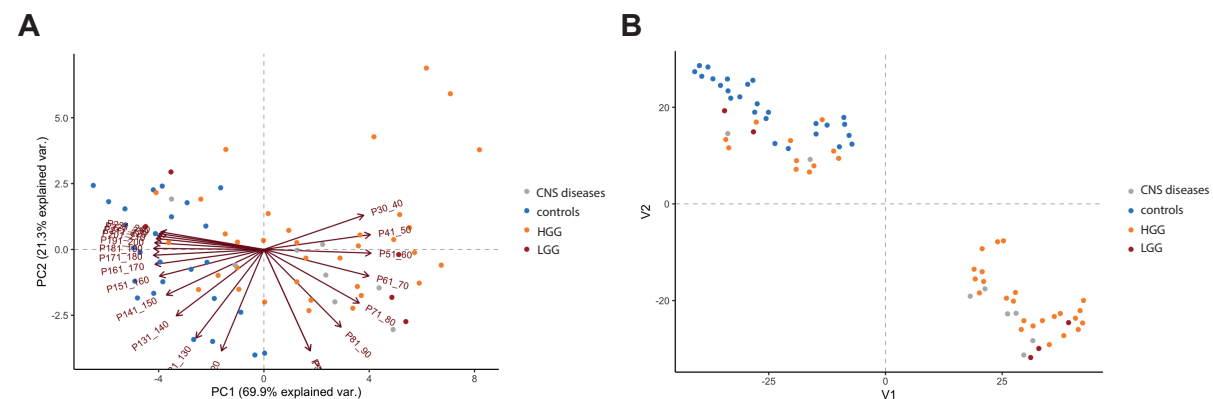 A
B
5.0
2.5
0.0
-2.5
PC2 (21.3% explained var.)
-4
0
4
8
PC1 (69.9% explained var.)
P30_40
P41_50
P51_60
P61_70
P71_80
P81_90
P191_200
P181_190
P171_180
P161_170
P151_160
P141_150
P131_140
CNS diseases
controls
HGG
LGG
20
0
-20
V2
-25
0
25
V1
CNS diseases
controls
HGG
LGG